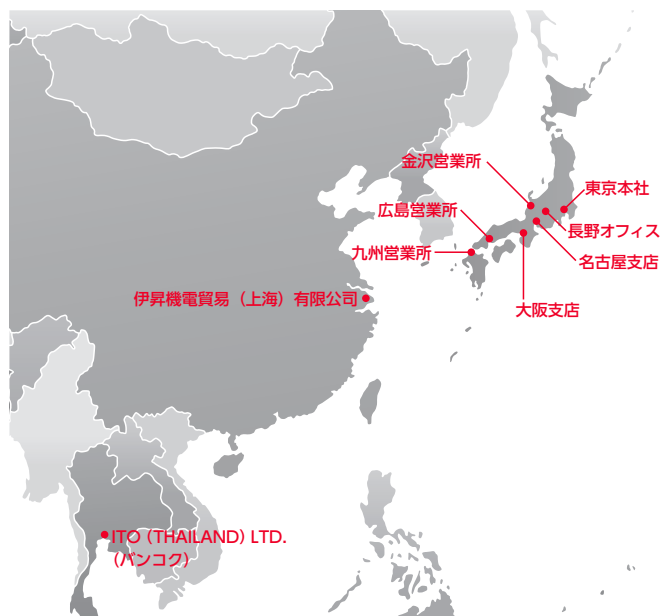 金沢営業所
東京本社
広島営業所
長野オフィス
九州営業所
名古屋支店
伊昇機電貿易（上海）有限公司
大阪支店
ITO (THAILAND) LTD.
(バンコク)